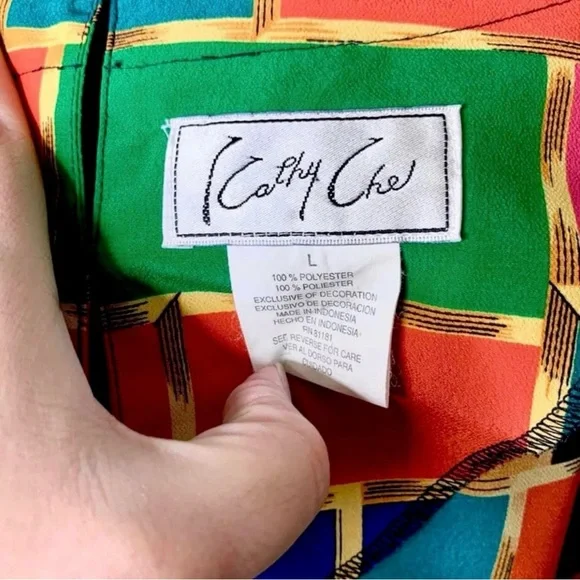 Kathy Che
L
100% POLYESTER
100% POLIESTER
EXCLUSIVE OF DECORATION
EXCLUSIVO DE DECORACION
MADE IN INDONESIA
HECHO EN INDONESIA
RN 81181
SEE REVERSE FOR CARE
VER AL DORSO PARA
CUIDADO